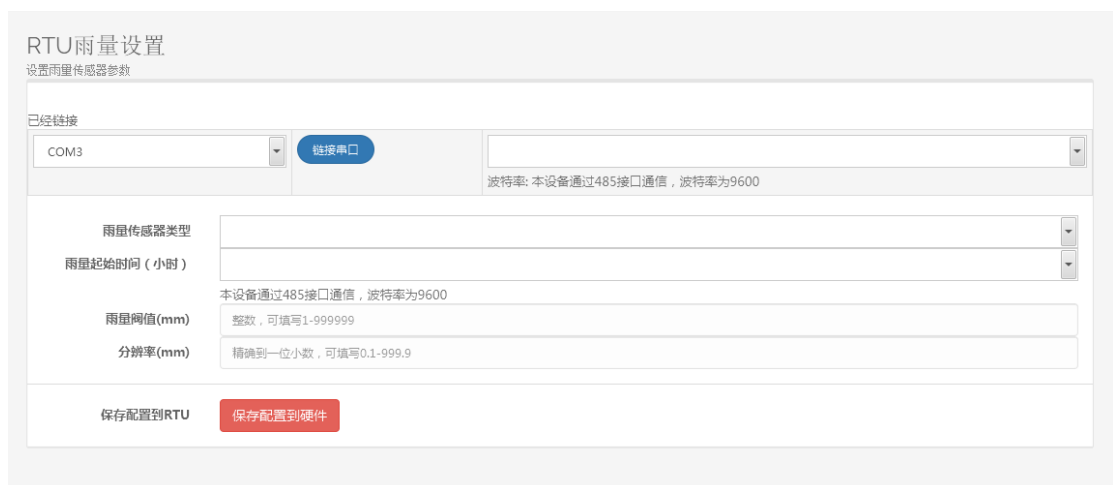 RTU雨量设置
设置雨量传感器参数
已经链接
COM3
链接串口
波特率: 本设备通过485接口通信，波特率为9600
雨量传感器类型
雨量起始时间（小时）
本设备通过485接口通信，波特率为9600
雨量阀值(mm)
整数，可填写1-999999
分辨率(mm)
精确到一位小数，可填写0.1-999.9
保存配置到RTU
保存配置到硬件